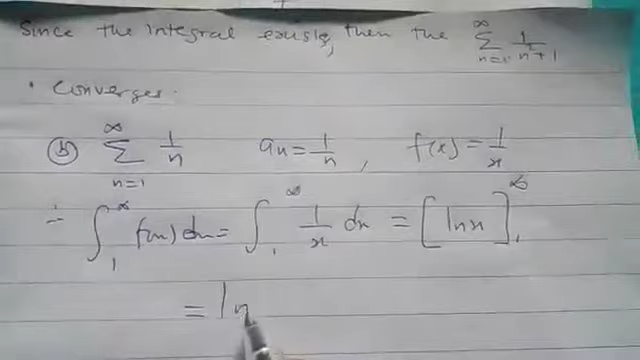 Since the integral exists, then the ∑_{n=1}^{∞} 1/(n²+1)
• Converges.
(b) ∑_{n=1}^{∞} 1/n aₙ = 1/n , f(x) = 1/x
∴ ∫_1^∞ f(x) dx = ∫_1^∞ 1/x dx = [ln x]_1^∞
= ln